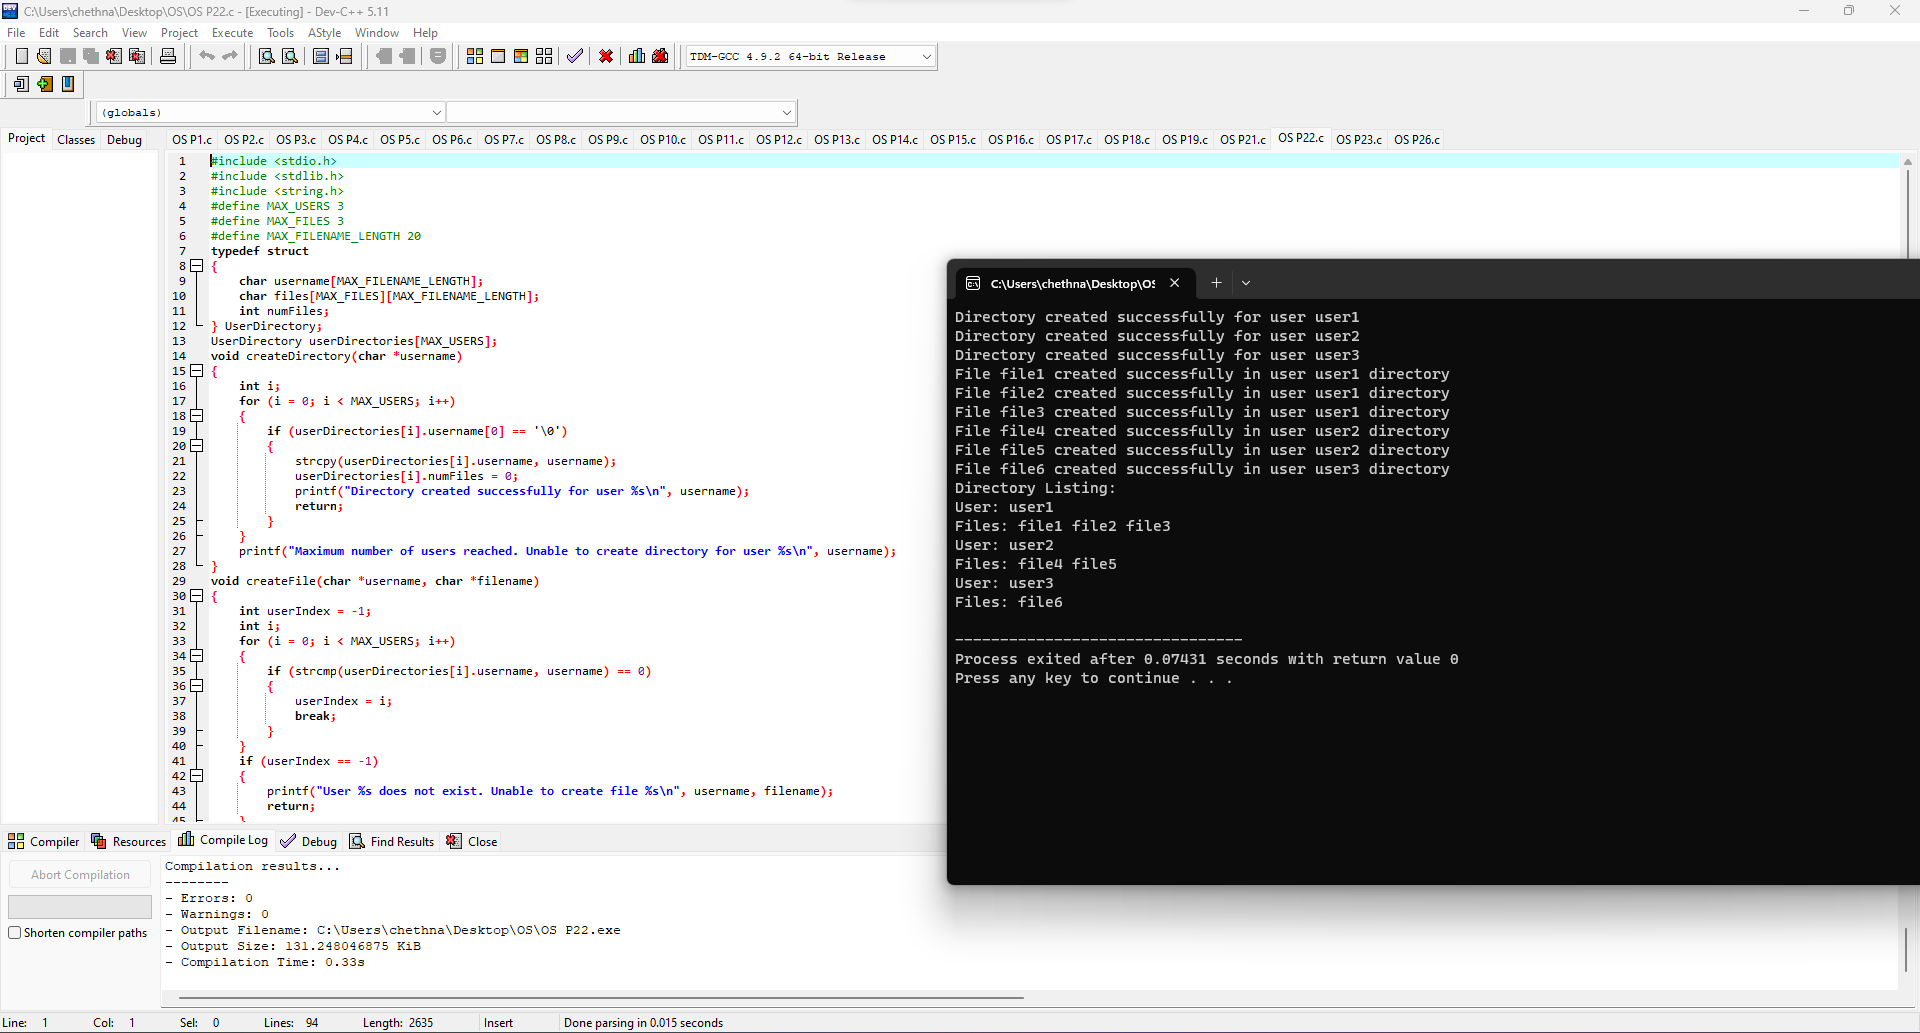 C:\Users\chethna\Desktop\OS\OS P22.c - [Executing] - Dev-C++ 5.11
File Edit Search View Project Execute Tools AStyle Window Help
TDM-GCC 4.9.2 64-bit Release
(globals)
Project Classes Debug
OS P1.c OS P2.c OS P3.c OS P4.c OS P5.c OS P6.c OS P7.c OS P8.c OS P9.c OS P10.c OS P11.c OS P12.c OS P13.c OS P14.c OS P15.c OS P16.c OS P17.c OS P18.c OS P19.c OS P21.c OS P22.c OS P23.c OS P26.c
1 #include <stdio.h>
2 #include <stdlib.h>
3 #include <string.h>
4 #define MAX_USERS 3
5 #define MAX_FILES 3
6 #define MAX_FILENAME_LENGTH 20
7 typedef struct
8 {
9 char username[MAX_FILENAME_LENGTH];
10 char files[MAX_FILES][MAX_FILENAME_LENGTH];
11 int numFiles;
12 } UserDirectory;
13 UserDirectory userDirectories[MAX_USERS];
14 void createDirectory(char *username)
15 {
16 int i;
17 for (i = 0; i < MAX_USERS; i++)
18 {
19 if (userDirectories[i].username[0] == '\0')
20 {
21 strcpy(userDirectories[i].username, username);
22 userDirectories[i].numFiles = 0;
23 printf("Directory created successfully for user %s\n", username);
24 return;
25 }
26 }
27 printf("Maximum number of users reached. Unable to create directory for user %s\n", username);
28 }
29 void createFile(char *username, char *filename)
30 {
31 int userIndex = -1;
32 int i;
33 for (i = 0; i < MAX_USERS; i++)
34 {
35 if (strcmp(userDirectories[i].username, username) == 0)
36 {
37 userIndex = i;
38 break;
39 }
40 }
41 if (userIndex == -1)
42 {
43 printf("User %s does not exist. Unable to create file %s\n", username, filename);
44 return;
45 }
C:\Users\chethna\Desktop\OS
Directory created successfully for user user1
Directory created successfully for user user2
Directory created successfully for user user3
File file1 created successfully in user user1 directory
File file2 created successfully in user user1 directory
File file3 created successfully in user user1 directory
File file4 created successfully in user user2 directory
File file5 created successfully in user user2 directory
File file6 created successfully in user user3 directory
Directory Listing:
User: user1
Files: file1 file2 file3
User: user2
Files: file4 file5
User: user3
Files: file6
--------------------------------
Process exited after 0.07431 seconds with return value 0
Press any key to continue . . .
Compiler Resources Compile Log Debug Find Results Close
Abort Compilation
Shorten compiler paths
Compilation results...
--------
- Errors: 0
- Warnings: 0
- Output Filename: C:\Users\chethna\Desktop\OS\OS P22.exe
- Output Size: 131.248046875 KiB
- Compilation Time: 0.33s
Line: 1 Col: 1 Sel: 0 Lines: 94 Length: 2635 Insert Done parsing in 0.015 seconds